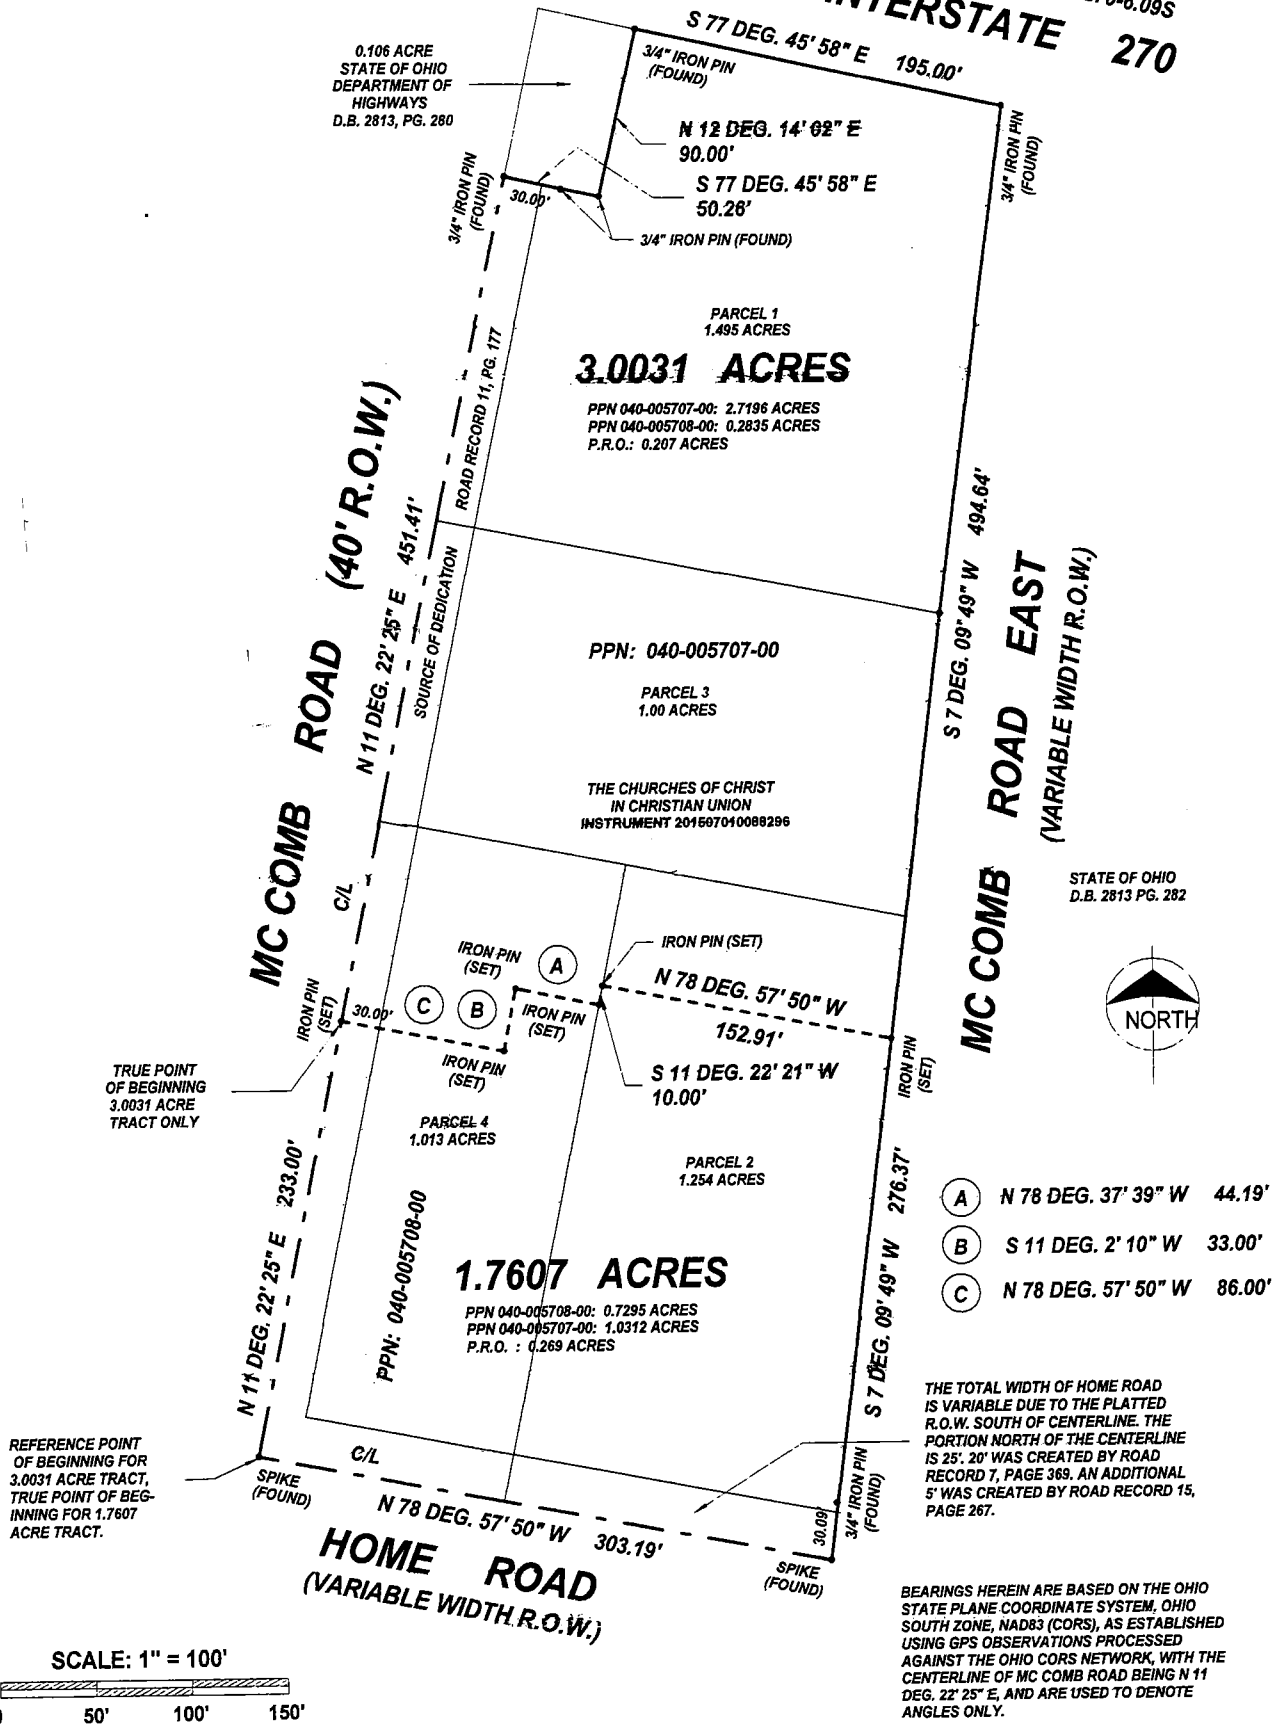 INTERSTATE 270
S 77 DEG. 45' 58" E 195.00'
0.106 ACRE
STATE OF OHIO
DEPARTMENT OF
HIGHWAYS
D.B. 2813, PG. 280
3/4" IRON PIN
(FOUND)
N 12 DEG. 14' 02" E
90.00'
S 77 DEG. 45' 58" E
50.26'
3/4" IRON PIN
(FOUND)
3/4" IRON PIN
(FOUND)
30.00'
3/4" IRON PIN (FOUND)
PARCEL 1
1.495 ACRES
3.0031 ACRES
PPN 040-005707-00: 2.7196 ACRES
PPN 040-005708-00: 0.2835 ACRES
P.R.O.: 0.207 ACRES
ROAD RECORD 11, PG. 177
SOURCE OF DEDICATION
MC COMB ROAD (40' R.O.W.)
N 11 DEG. 22' 25" E 451.41'
S 7 DEG. 09' 49" W 494.64'
MC COMB ROAD EAST
(VARIABLE WIDTH R.O.W.)
PPN: 040-005707-00
PARCEL 3
1.00 ACRES
THE CHURCHES OF CHRIST
IN CHRISTIAN UNION
INSTRUMENT 201507010088296
STATE OF OHIO
D.B. 2813 PG. 282
NORTH
C/L
IRON PIN
(SET)
A
IRON PIN (SET)
N 78 DEG. 57' 50" W
152.91'
IRON PIN
(SET)
30.00'
C
B
IRON PIN
(SET)
IRON PIN
(SET)
S 11 DEG. 22' 21" W
10.00'
IRON PIN
(SET)
TRUE POINT
OF BEGINNING
3.0031 ACRE
TRACT ONLY
PARCEL 4
1.013 ACRES
PARCEL 2
1.254 ACRES
N 11 DEG. 22' 25" E 233.00'
PPN: 040-005708-00
S 7 DEG. 09' 49" W 276.37'
A N 78 DEG. 37' 39" W 44.19'
B S 11 DEG. 2' 10" W 33.00'
C N 78 DEG. 57' 50" W 86.00'
1.7607 ACRES
PPN 040-005708-00: 0.7295 ACRES
PPN 040-005707-00: 1.0312 ACRES
P.R.O. : 0.269 ACRES
THE TOTAL WIDTH OF HOME ROAD
IS VARIABLE DUE TO THE PLATTED
R.O.W. SOUTH OF CENTERLINE. THE
PORTION NORTH OF THE CENTERLINE
IS 25'. 20' WAS CREATED BY ROAD
RECORD 7, PAGE 369. AN ADDITIONAL
5' WAS CREATED BY ROAD RECORD 15,
PAGE 267.
REFERENCE POINT
OF BEGINNING FOR
3.0031 ACRE TRACT,
TRUE POINT OF BEG-
INNING FOR 1.7607
ACRE TRACT.
SPIKE
(FOUND)
C/L
N 78 DEG. 57' 50" W 303.19'
30.09'
3/4" IRON PIN
(FOUND)
SPIKE
(FOUND)
HOME ROAD
(VARIABLE WIDTH R.O.W.)
BEARINGS HEREIN ARE BASED ON THE OHIO
STATE PLANE COORDINATE SYSTEM, OHIO
SOUTH ZONE, NAD83 (CORS), AS ESTABLISHED
USING GPS OBSERVATIONS PROCESSED
AGAINST THE OHIO CORS NETWORK, WITH THE
CENTERLINE OF MC COMB ROAD BEING N 11
DEG. 22' 25" E, AND ARE USED TO DENOTE
ANGLES ONLY.
SCALE: 1" = 100'
0 50' 100' 150'